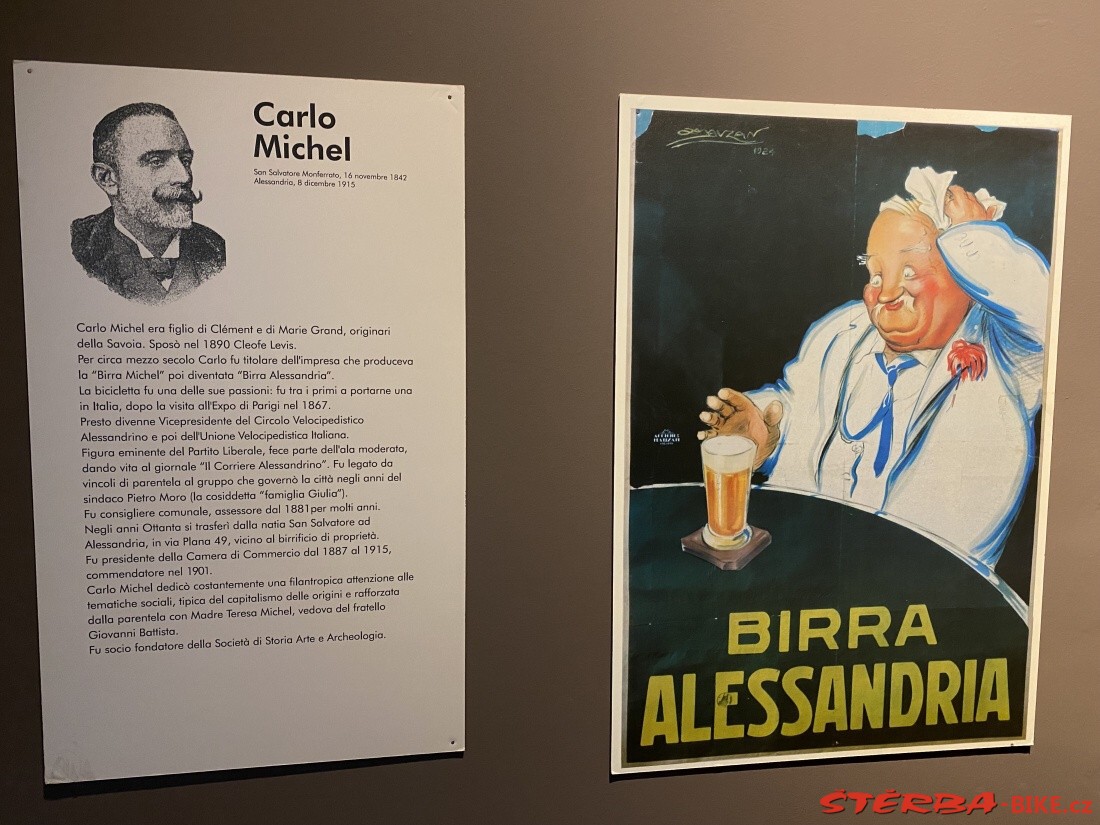 Carlo
Michel
San Salvatore Monferrato, 16 novembre 1842
Alessandria, 8 dicembre 1915
Carlo Michel era figlio di Clément e di Marie Grand, originari
della Savoia. Sposò nel 1890 Cleofe Levis.
Per circa mezzo secolo Carlo fu titolare dell'impresa che produceva
la "Birra Michel" poi diventata "Birra Alessandria".
La bicicletta fu una delle sue passioni: fu tra i primi a portarne una
in Italia, dopo la visita all'Expo di Parigi nel 1867.
Presto divenne Vicepresidente del Circolo Velocipedistico
Alessandrino e poi dell'Unione Velocipedistica Italiana.
Figura eminente del Partito Liberale, fece parte dell'ala moderata,
dando vita al giornale "Il Corriere Alessandrino". Fu legato da
vincoli di parentela al gruppo che governò la città negli anni del
sindaco Pietro Moro (la cosiddetta "famiglia Giulia").
Fu consigliere comunale, assessore dal 1881per molti anni.
Negli anni Ottanta si trasferì dalla natia San Salvatore ad
Alessandria, in via Plana 49, vicino al birrificio di proprietà.
Fu presidente della Camera di Commercio dal 1887 al 1915,
commendatore nel 1901.
Carlo Michel dedicò costantemente una filantropica attenzione alle
tematiche sociali, tipica del capitalismo delle origini e rafforzata
dalla parentela con Madre Teresa Michel, vedova del fratello
Giovanni Battista.
Fu socio fondatore della Società di Storia Arte e Archeologia.
MAUZAN
BIRRA
ALESSANDRIA
ŠTĚRBA-BIKE.cz